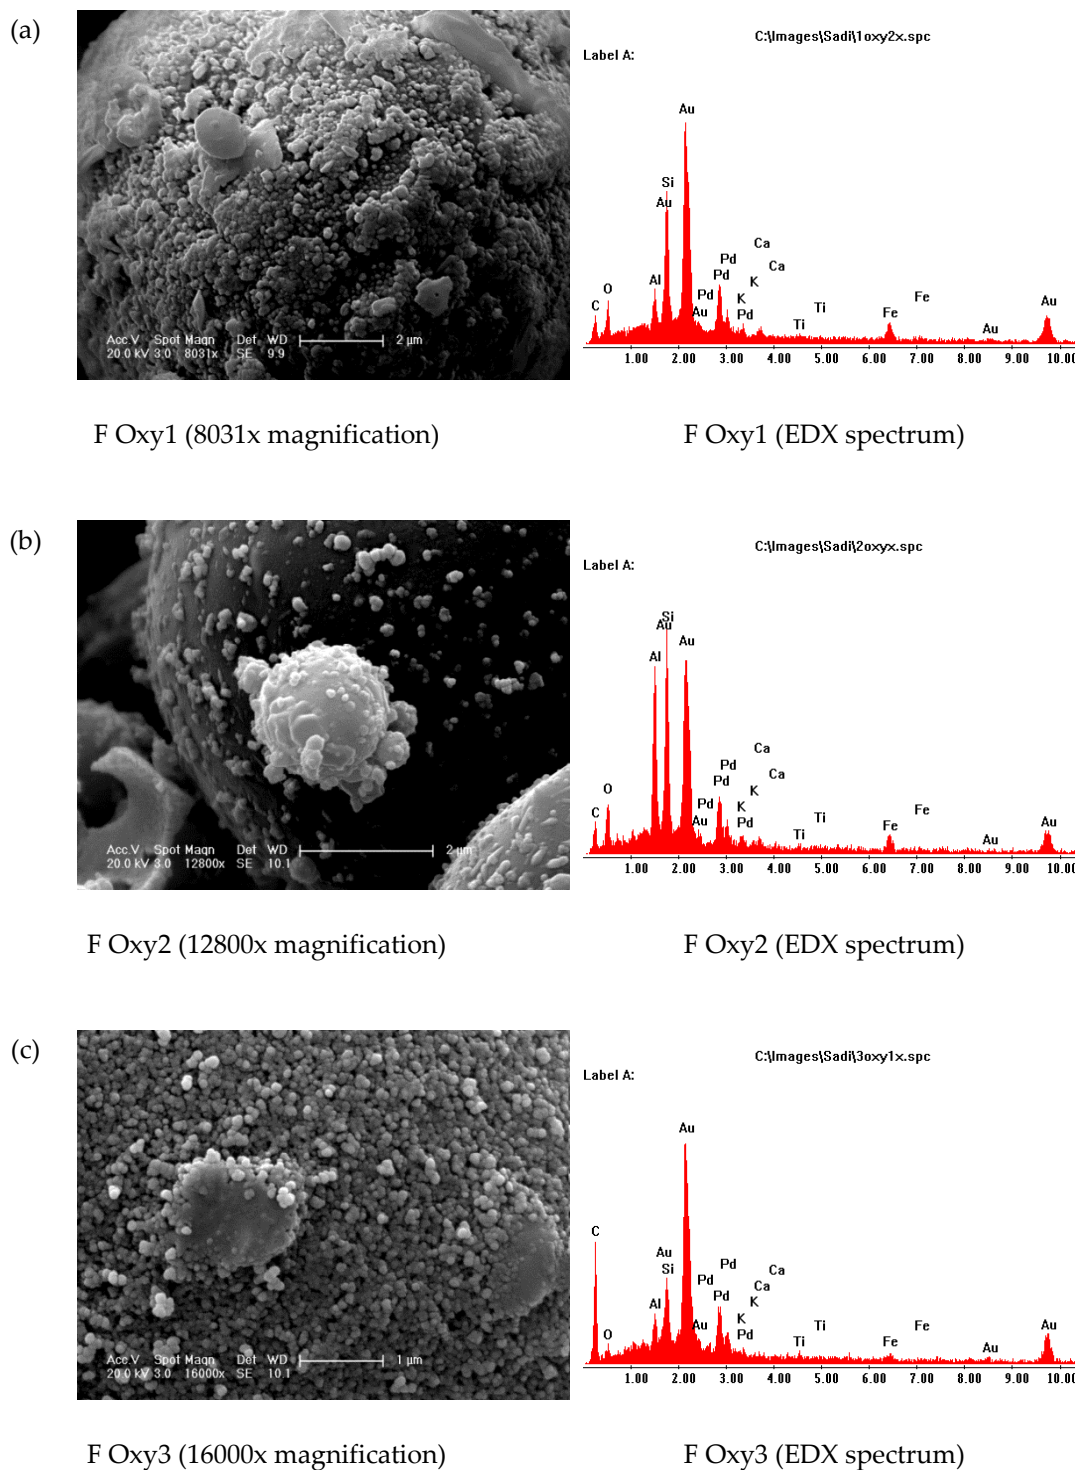 (a)
Acc.V Spot Magn Det WD
20.0 kV 3.0 8031x SE 9.9
2 µm
C:\Images\Sadi\1oxy2x.spc
Label A:
Au
Si
Au
Ca
Pd
Ca
Al
Pd
K
O
Pd
K
C
Au
Pd
Ti
Ti
Fe
Fe
Au
Au
1.00 2.00 3.00 4.00 5.00 6.00 7.00 8.00 9.00 10.00
F Oxy1 (8031x magnification)
F Oxy1 (EDX spectrum)
(b)
Acc.V Spot Magn Det WD
20.0 kV 3.0 12800x SE 10.1
2 µm
C:\Images\Sadi\2oxyx.spc
Label A:
Si
Au
Au
Al
Ca
Pd
Ca
Pd
K
O
Pd
K
C
Au
Pd
Ti
Ti
Fe
Fe
Au
Au
1.00 2.00 3.00 4.00 5.00 6.00 7.00 8.00 9.00 10.00
F Oxy2 (12800x magnification)
F Oxy2 (EDX spectrum)
(c)
Acc.V Spot Magn Det WD
20.0 kV 3.0 16000x SE 10.1
1 µm
C:\Images\Sadi\3oxy1x.spc
Label A:
Au
C
Au
Si
Pd
Ca
Pd
Ca
Al
Pd
K
O
Au
K
Pd
Ti
Ti
Fe
Fe
Au
Au
1.00 2.00 3.00 4.00 5.00 6.00 7.00 8.00 9.00 10.00
F Oxy3 (16000x magnification)
F Oxy3 (EDX spectrum)